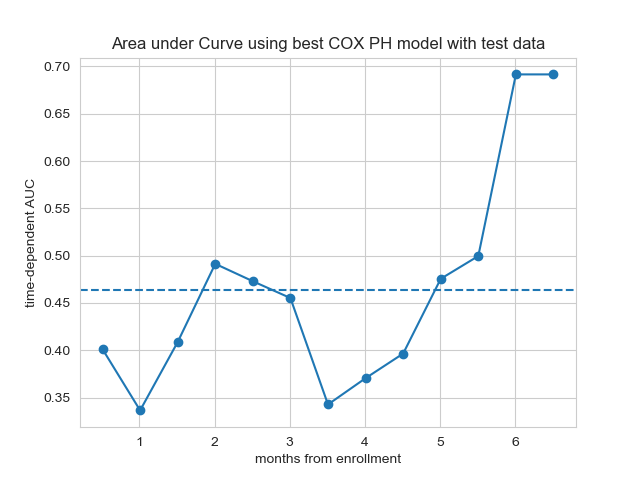 Area under Curve using best COX PH model with test data
0.70
0.65
0.60
0.55
0.50
0.45
0.40
0.35
time-dependent AUC
1 2 3 4 5 6
months from enrollment